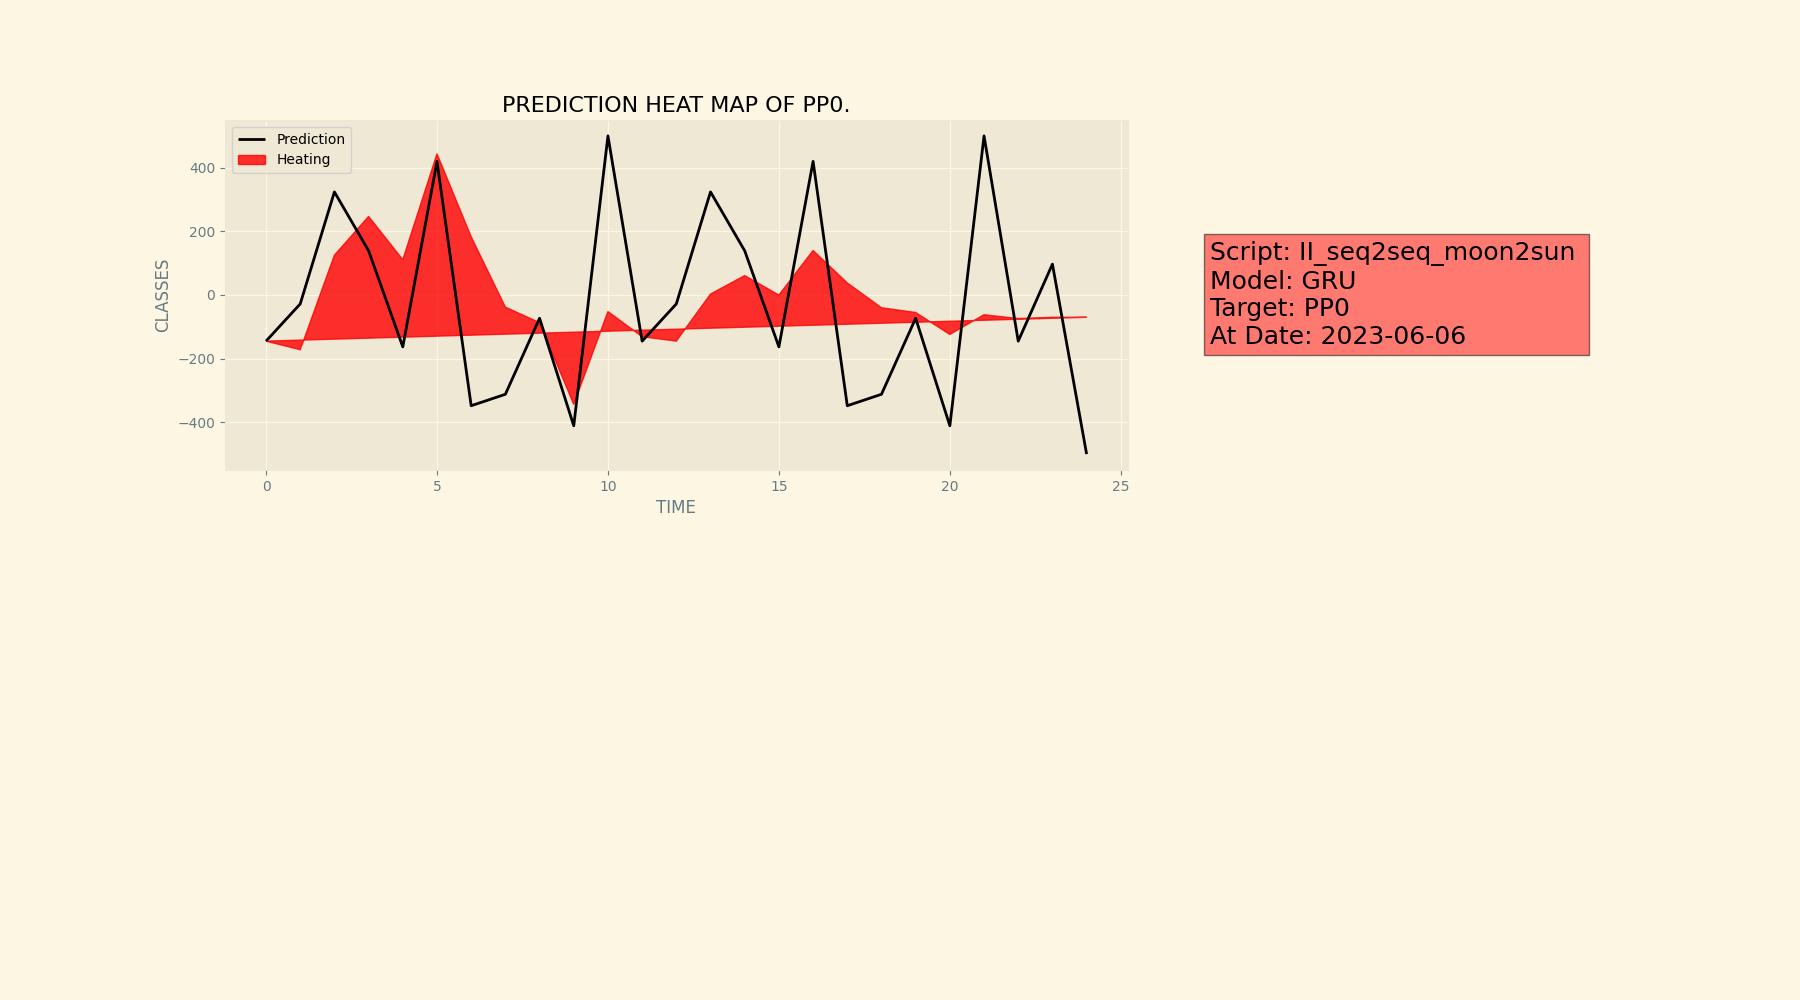 PREDICTION HEAT MAP OF PP0.
Prediction
Heating
400
200
0
−200
−400
CLASSES
0 5 10 15 20 25
TIME
Script: II_seq2seq_moon2sun
Model: GRU
Target: PP0
At Date: 2023-06-06